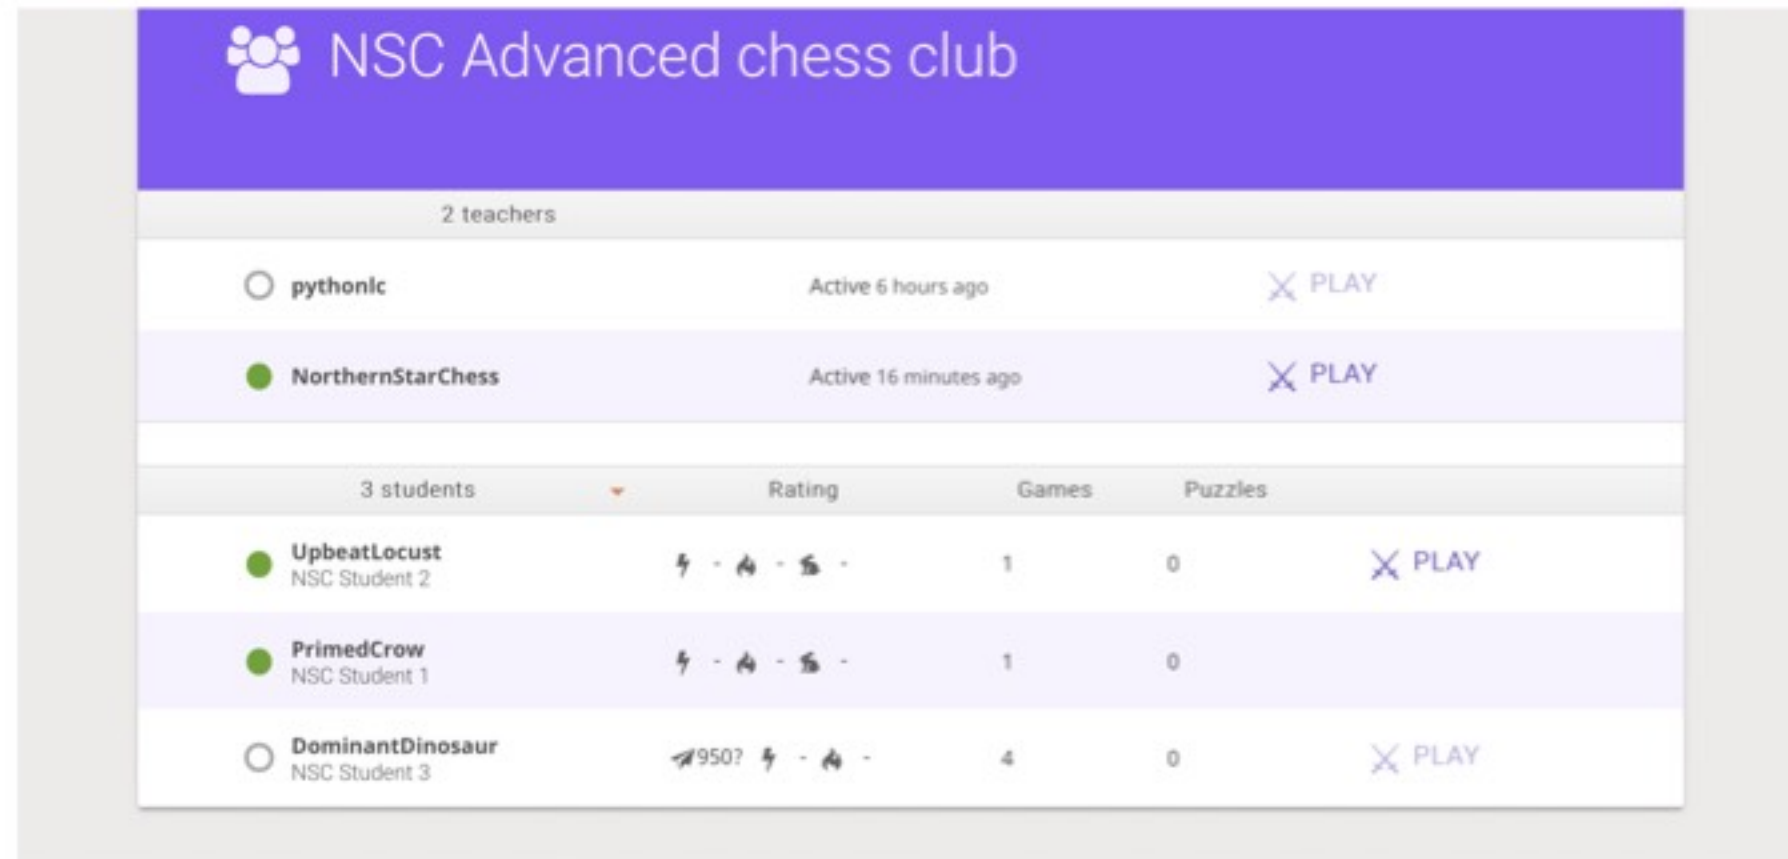 NSC Advanced chess club
2 teachers
pythonlc Active 6 hours ago PLAY
NorthernStarChess Active 16 minutes ago PLAY
3 students Rating Games Puzzles
UpbeatLocust
NSC Student 2
- - - 1 0 PLAY
PrimedCrow
NSC Student 1
- - - 1 0
DominantDinosaur
NSC Student 3
950? - - 4 0 PLAY